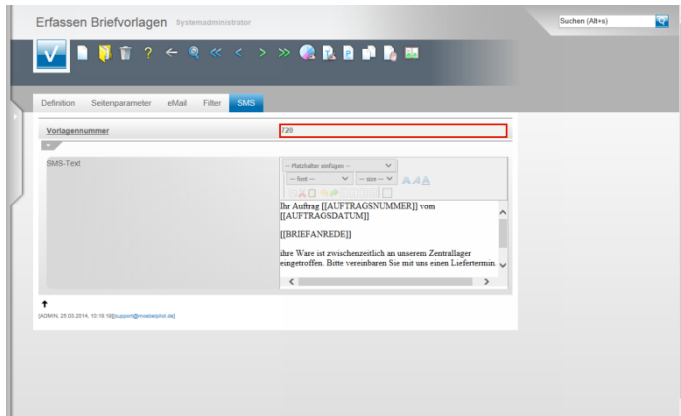 Erfassen Briefvorlagen Systemadministrator
Suchen (Alt+s)
Definition Seitenparameter eMail Filter SMS
Vorlagennummer
720
SMS-Text
-- Platzhalter einfügen --
-- font -- -- size --
Ihr Auftrag [[AUFTRAGSNUMMER]] vom
[[AUFTRAGSDATUM]]
[[BRIEFANREDE]]
ihre Ware ist zwischenzeitlich an unserem Zentrallager
eingetroffen. Bitte vereinbaren Sie mit uns einen Liefertermin.
[ADMIN, 25.03.2014, 10:16:18][support@moebelpilot.de]